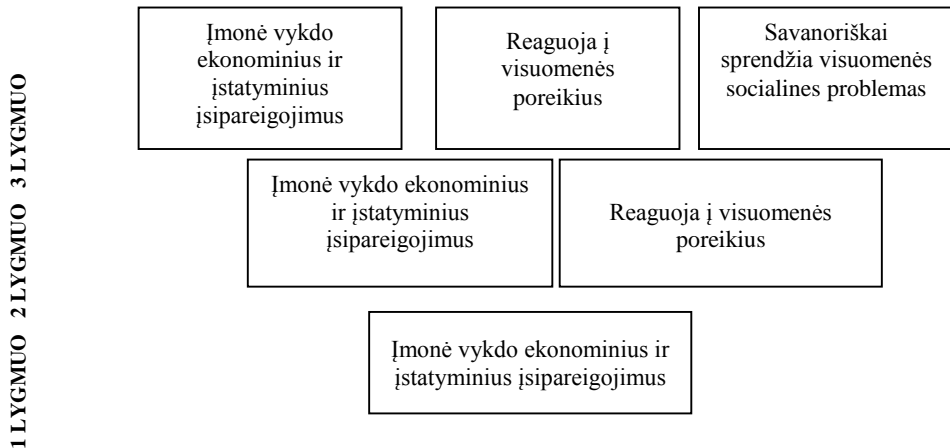 3 LYGMUO
Įmonė vykdo
ekonominius ir
įstatyminius
įsipareigojimus
Reaguoja į
visuomenės
poreikius
Savanoriškai
sprendžia visuomenės
socialines problemas
2 LYGMUO
Įmonė vykdo ekonominius
ir įstatyminius
įsipareigojimus
Reaguoja į visuomenės
poreikius
1 LYGMUO
Įmonė vykdo ekonominius ir
įstatyminius įsipareigojimus